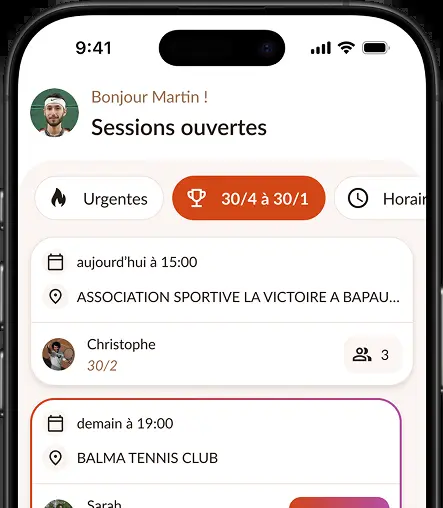 9:41
Bonjour Martin !
Sessions ouvertes
Urgentes
30/4 à 30/1
Horair
aujourd'hui à 15:00
ASSOCIATION SPORTIVE LA VICTOIRE A BAPAU...
Christophe
30/2
3
demain à 19:00
BALMA TENNIS CLUB
Sarah